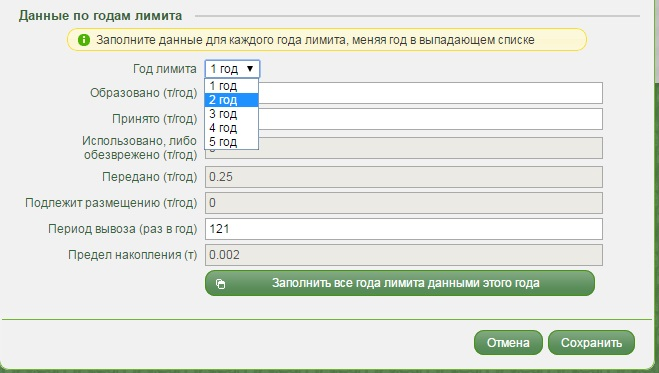 Данные по годам лимита
Заполните данные для каждого года лимита, меняя год в выпадающем списке
Год лимита 1 год
1 год
Образовано (т/год) 2 год
3 год
Принято (т/год) 4 год
5 год
Использовано, либо
обезврежено (т/год)
Передано (т/год) 0.25
Подлежит размещению (т/год) 0
Период вывоза (раз в год) 121
Предел накопления (т) 0.002
Заполнить все года лимита данными этого года
Отмена Сохранить